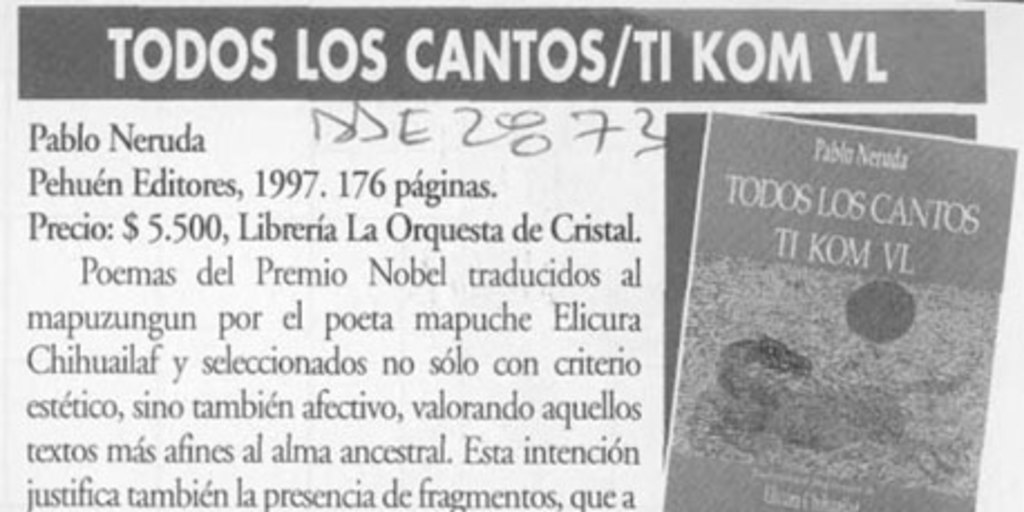 TODOS LOS CANTOS/TI KOM VL
Pablo Neruda
Pehuén Editores, 1997. 176 páginas.
Precio: $ 5.500, Librería La Orquesta de Cristal.
Poemas del Premio Nobel traducidos al
mapuzungun por el poeta mapuche Elicura
Chihuailaf y seleccionados no sólo con criterio
estético, sino también afectivo, valorando aquellos
textos más afines al alma ancestral. Esta intención
justifica también la presencia de fragmentos, que a
Pablo Neruda
TODOS LOS CANTOS
TI KOM VL